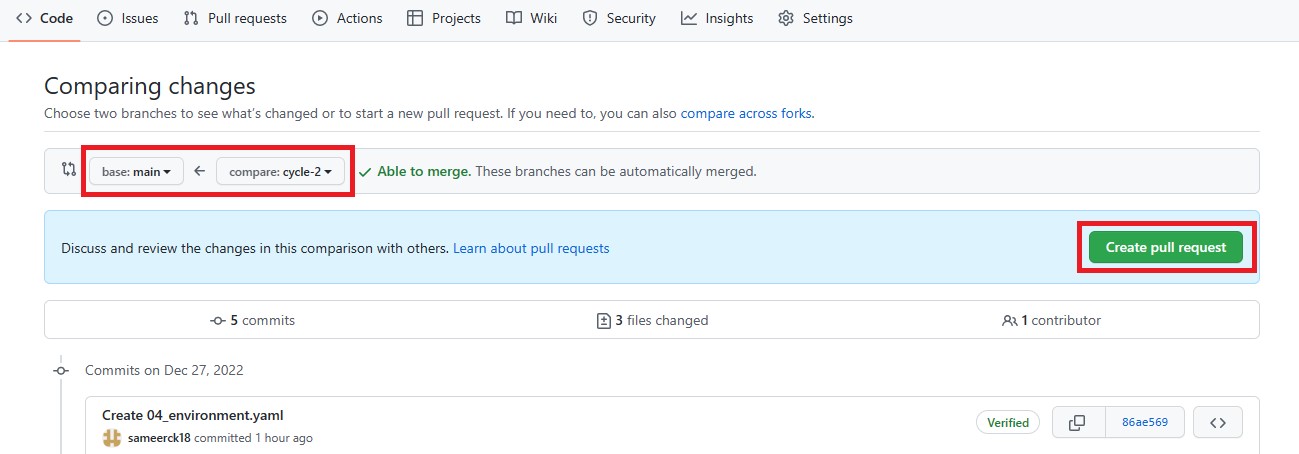 Code Issues Pull requests Actions Projects Wiki Security Insights Settings
Comparing changes
Choose two branches to see what's changed or to start a new pull request. If you need to, you can also compare across forks.
base: main compare: cycle-2 Able to merge. These branches can be automatically merged.
Discuss and review the changes in this comparison with others. Learn about pull requests Create pull request
5 commits 3 files changed 1 contributor
Commits on Dec 27, 2022
Create 04_environment.yaml
sameerck18 committed 1 hour ago
Verified 86ae569